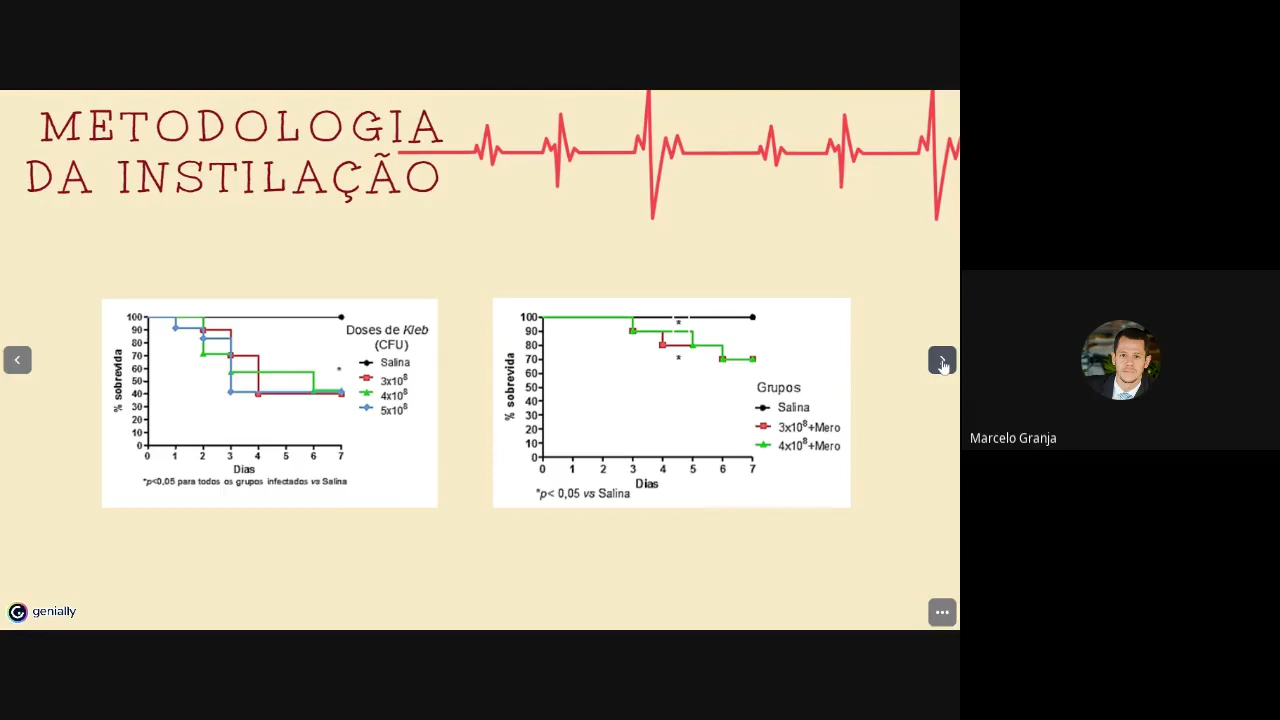 METODOLOGIA
DA INSTILAÇÃO
% sobrevida
100
90
80
70
60
50
40
30
20
10
0
0 1 2 3 4 5 6 7
Dias
*
Doses de Kleb
(CFU)
Salina
3x10⁸
4x10⁸
5x10⁸
*p<0,05 para todos os grupos infectados vs Salina
% sobrevida
100
90
80
70
60
50
40
30
20
10
0
0 1 2 3 4 5 6 7
Dias
*
*
Grupos
Salina
3x10⁸+Mero
4x10⁸+Mero
*p< 0,05 vs Salina
genially
Marcelo Granja